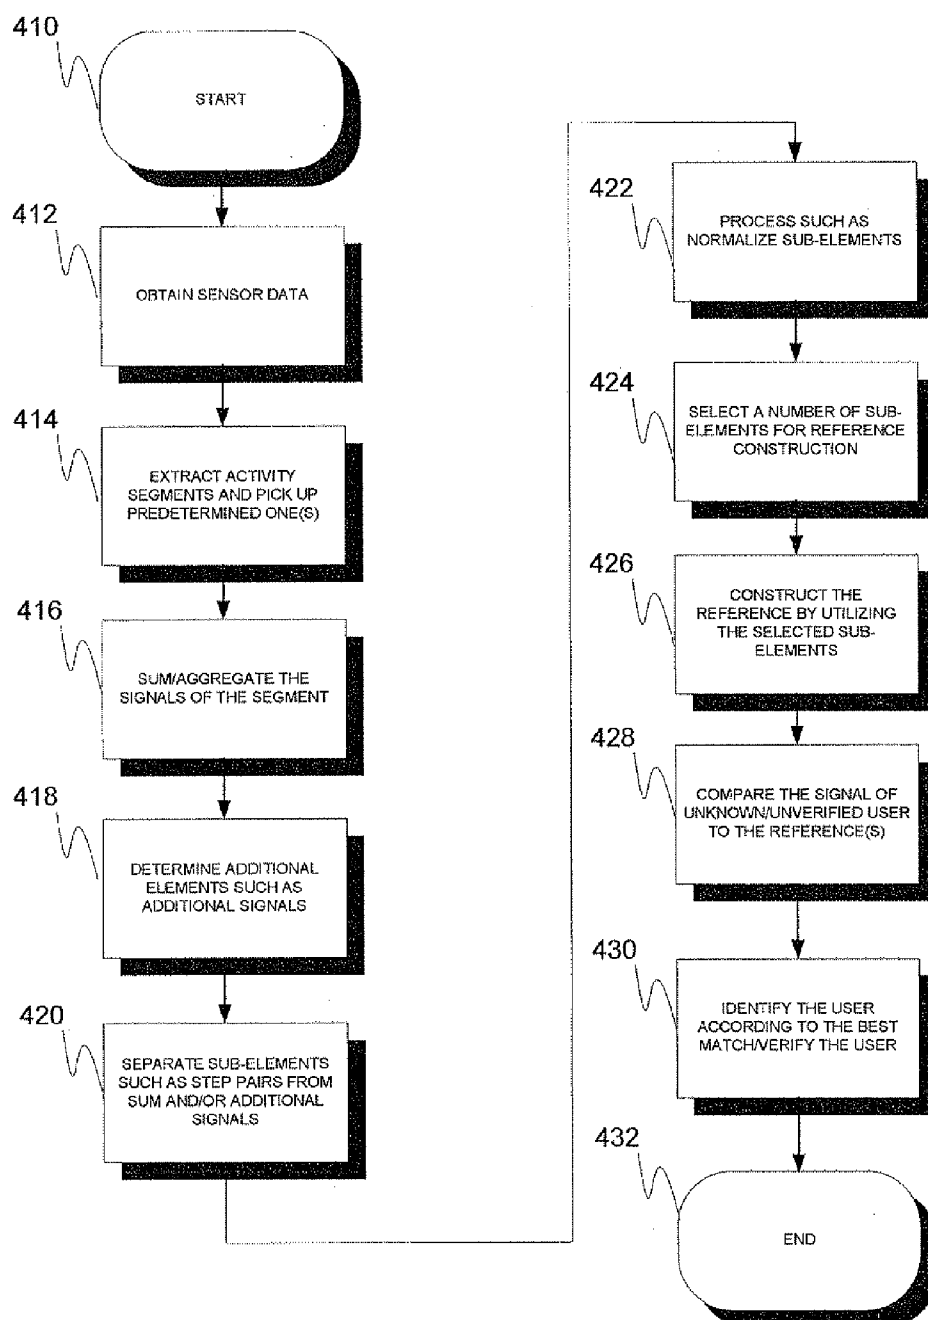 410
START
412
OBTAIN SENSOR DATA
414
EXTRACT ACTIVITY
SEGMENTS AND PICK UP
PREDETERMINED ONE(S)
416
SUM/AGGREGATE THE
SIGNALS OF THE SEGMENT
418
DETERMINE ADDITIONAL
ELEMENTS SUCH AS
ADDITIONAL SIGNALS
420
SEPARATE SUB-ELEMENTS
SUCH AS STEP PAIRS FROM
SUM AND/OR ADDITIONAL
SIGNALS
422
PROCESS SUCH AS
NORMALIZE SUB-ELEMENTS
424
SELECT A NUMBER OF SUB-
ELEMENTS FOR REFERENCE
CONSTRUCTION
426
CONSTRUCT THE
REFERENCE BY UTILIZING
THE SELECTED SUB-
ELEMENTS
428
COMPARE THE SIGNAL OF
UNKNOWN/UNVERIFIED USER
TO THE REFERENCE(S)
430
IDENTIFY THE USER
ACCORDING TO THE BEST
MATCH/VERIFY THE USER
432
END